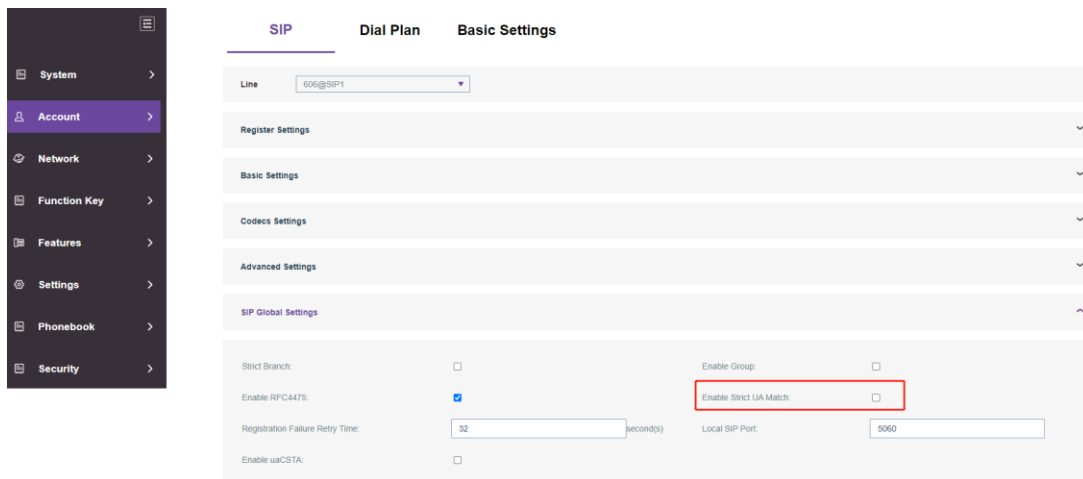 SIP
Dial Plan
Basic Settings
System
Account
Network
Function Key
Features
Settings
Phonebook
Security
Line
606@SIP1
Register Settings
Basic Settings
Codecs Settings
Advanced Settings
SIP Global Settings
Strict Branch:
Enable Group:
Enable RFC4475:
Enable Strict UA Match:
Registration Failure Retry Time:
32
second(s)
Local SIP Port:
5060
Enable uaCSTA: